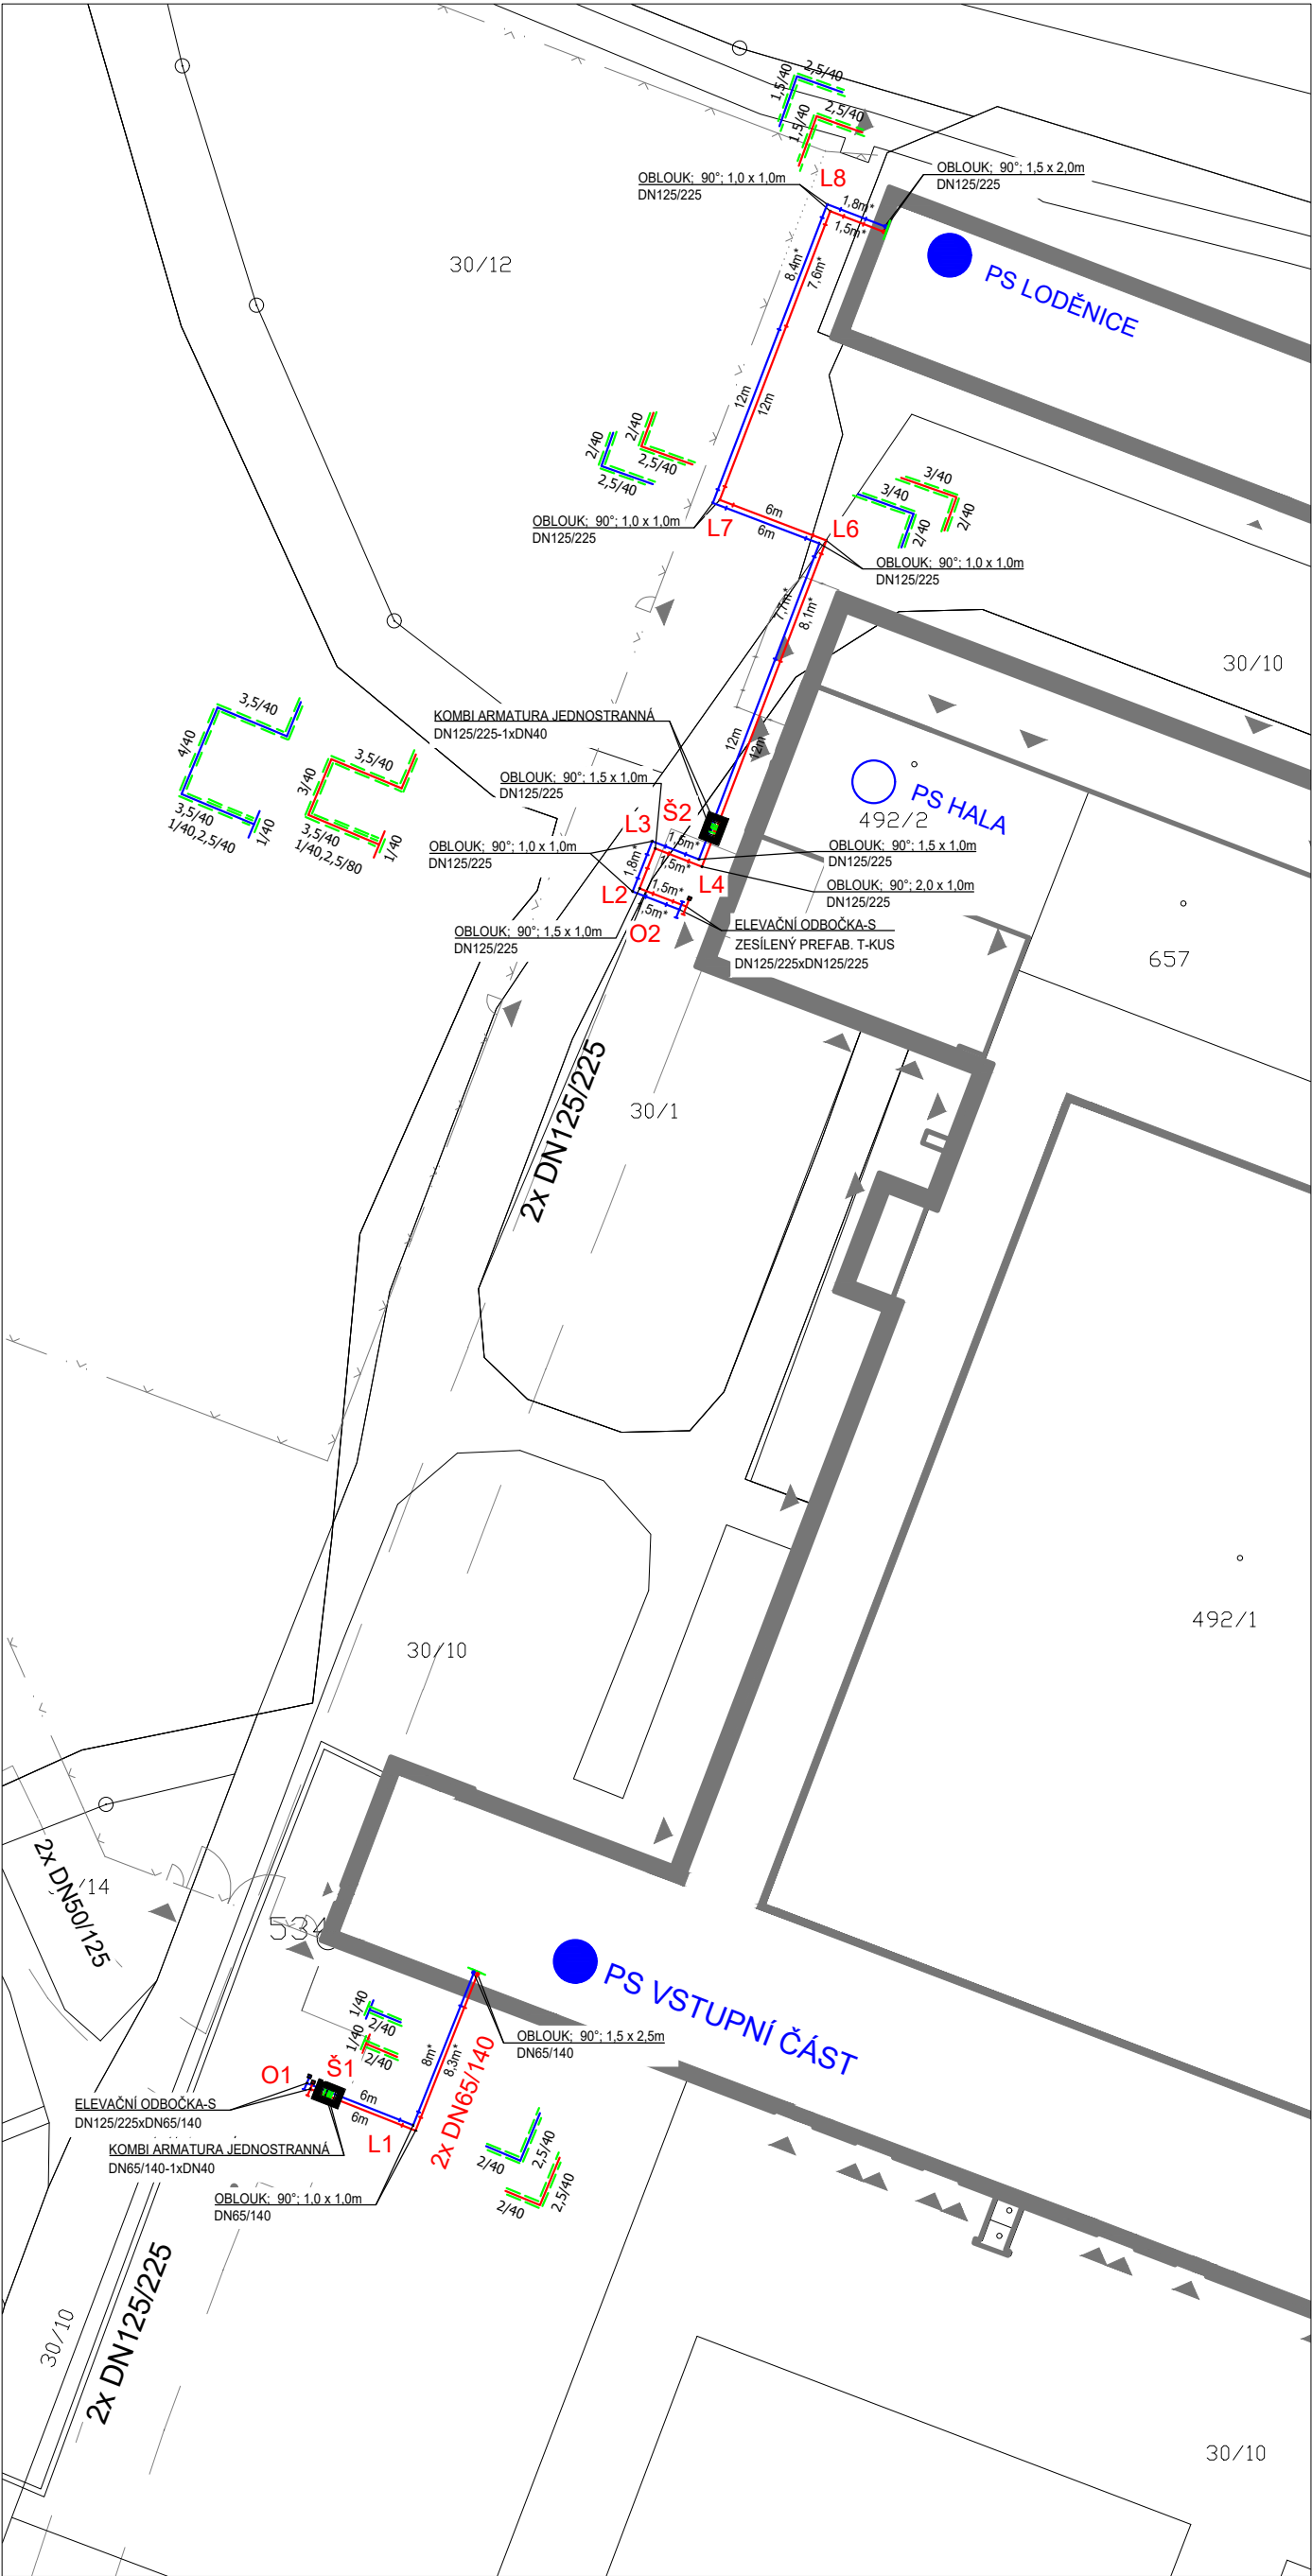 2,5/40
1,5/40
2,5/40
1,5/40
OBLOUK; 90°; 1,5 x 2,0m
DN125/225
OBLOUK; 90°; 1,0 x 1,0m
DN125/225
L8
1,8m*
1,5m*
30/12
8,4m*
7,6m*
PS LODĚNICE
12m
12m
2/40
2,5/40
2/40
2,5/40
3/40
2/40
3/40
2/40
OBLOUK; 90°; 1,0 x 1,0m
DN125/225
L7
6m
6m
L6
OBLOUK; 90°; 1,0 x 1,0m
DN125/225
7,7m*
8,1m*
30/10
3,5/40
4/40
3,5/40
1/40,2,5/40
1/40
3,5/40
3/40
3,5/40
1/40,2,5/80
1/40
KOMBI ARMATURA JEDNOSTRANNÁ
DN125/225-1xDN40
12m
12m
OBLOUK; 90°; 1,5 x 1,0m
DN125/225
PS HALA
492/2
Š2
L3
OBLOUK; 90°; 1,0 x 1,0m
DN125/225
1,6m*
1,5m*
OBLOUK; 90°; 1,5 x 1,0m
DN125/225
1,8m*
L4
OBLOUK; 90°; 2,0 x 1,0m
DN125/225
L2
1,5m*
1,5m*
O2
OBLOUK; 90°; 1,5 x 1,0m
DN125/225
ELEVAČNÍ ODBOČKA-S
ZESÍLENÝ PREFAB. T-KUS
DN125/225xDN125/225
657
2x DN125/225
30/1
492/1
30/10
2x DN50/125
/14
534
PS VSTUPNÍ ČÁST
1/40
2/40
1/40
2/40
OBLOUK; 90°; 1,5 x 2,5m
DN65/140
8m*
8,3m*
2x DN65/140
O1
Š1
6m
6m
L1
ELEVAČNÍ ODBOČKA-S
DN125/225xDN65/140
KOMBI ARMATURA JEDNOSTRANNÁ
DN65/140-1xDN40
OBLOUK; 90°; 1,0 x 1,0m
DN65/140
2/40
2,5/40
2/40
2,5/40
2x DN125/225
30/10
30/10